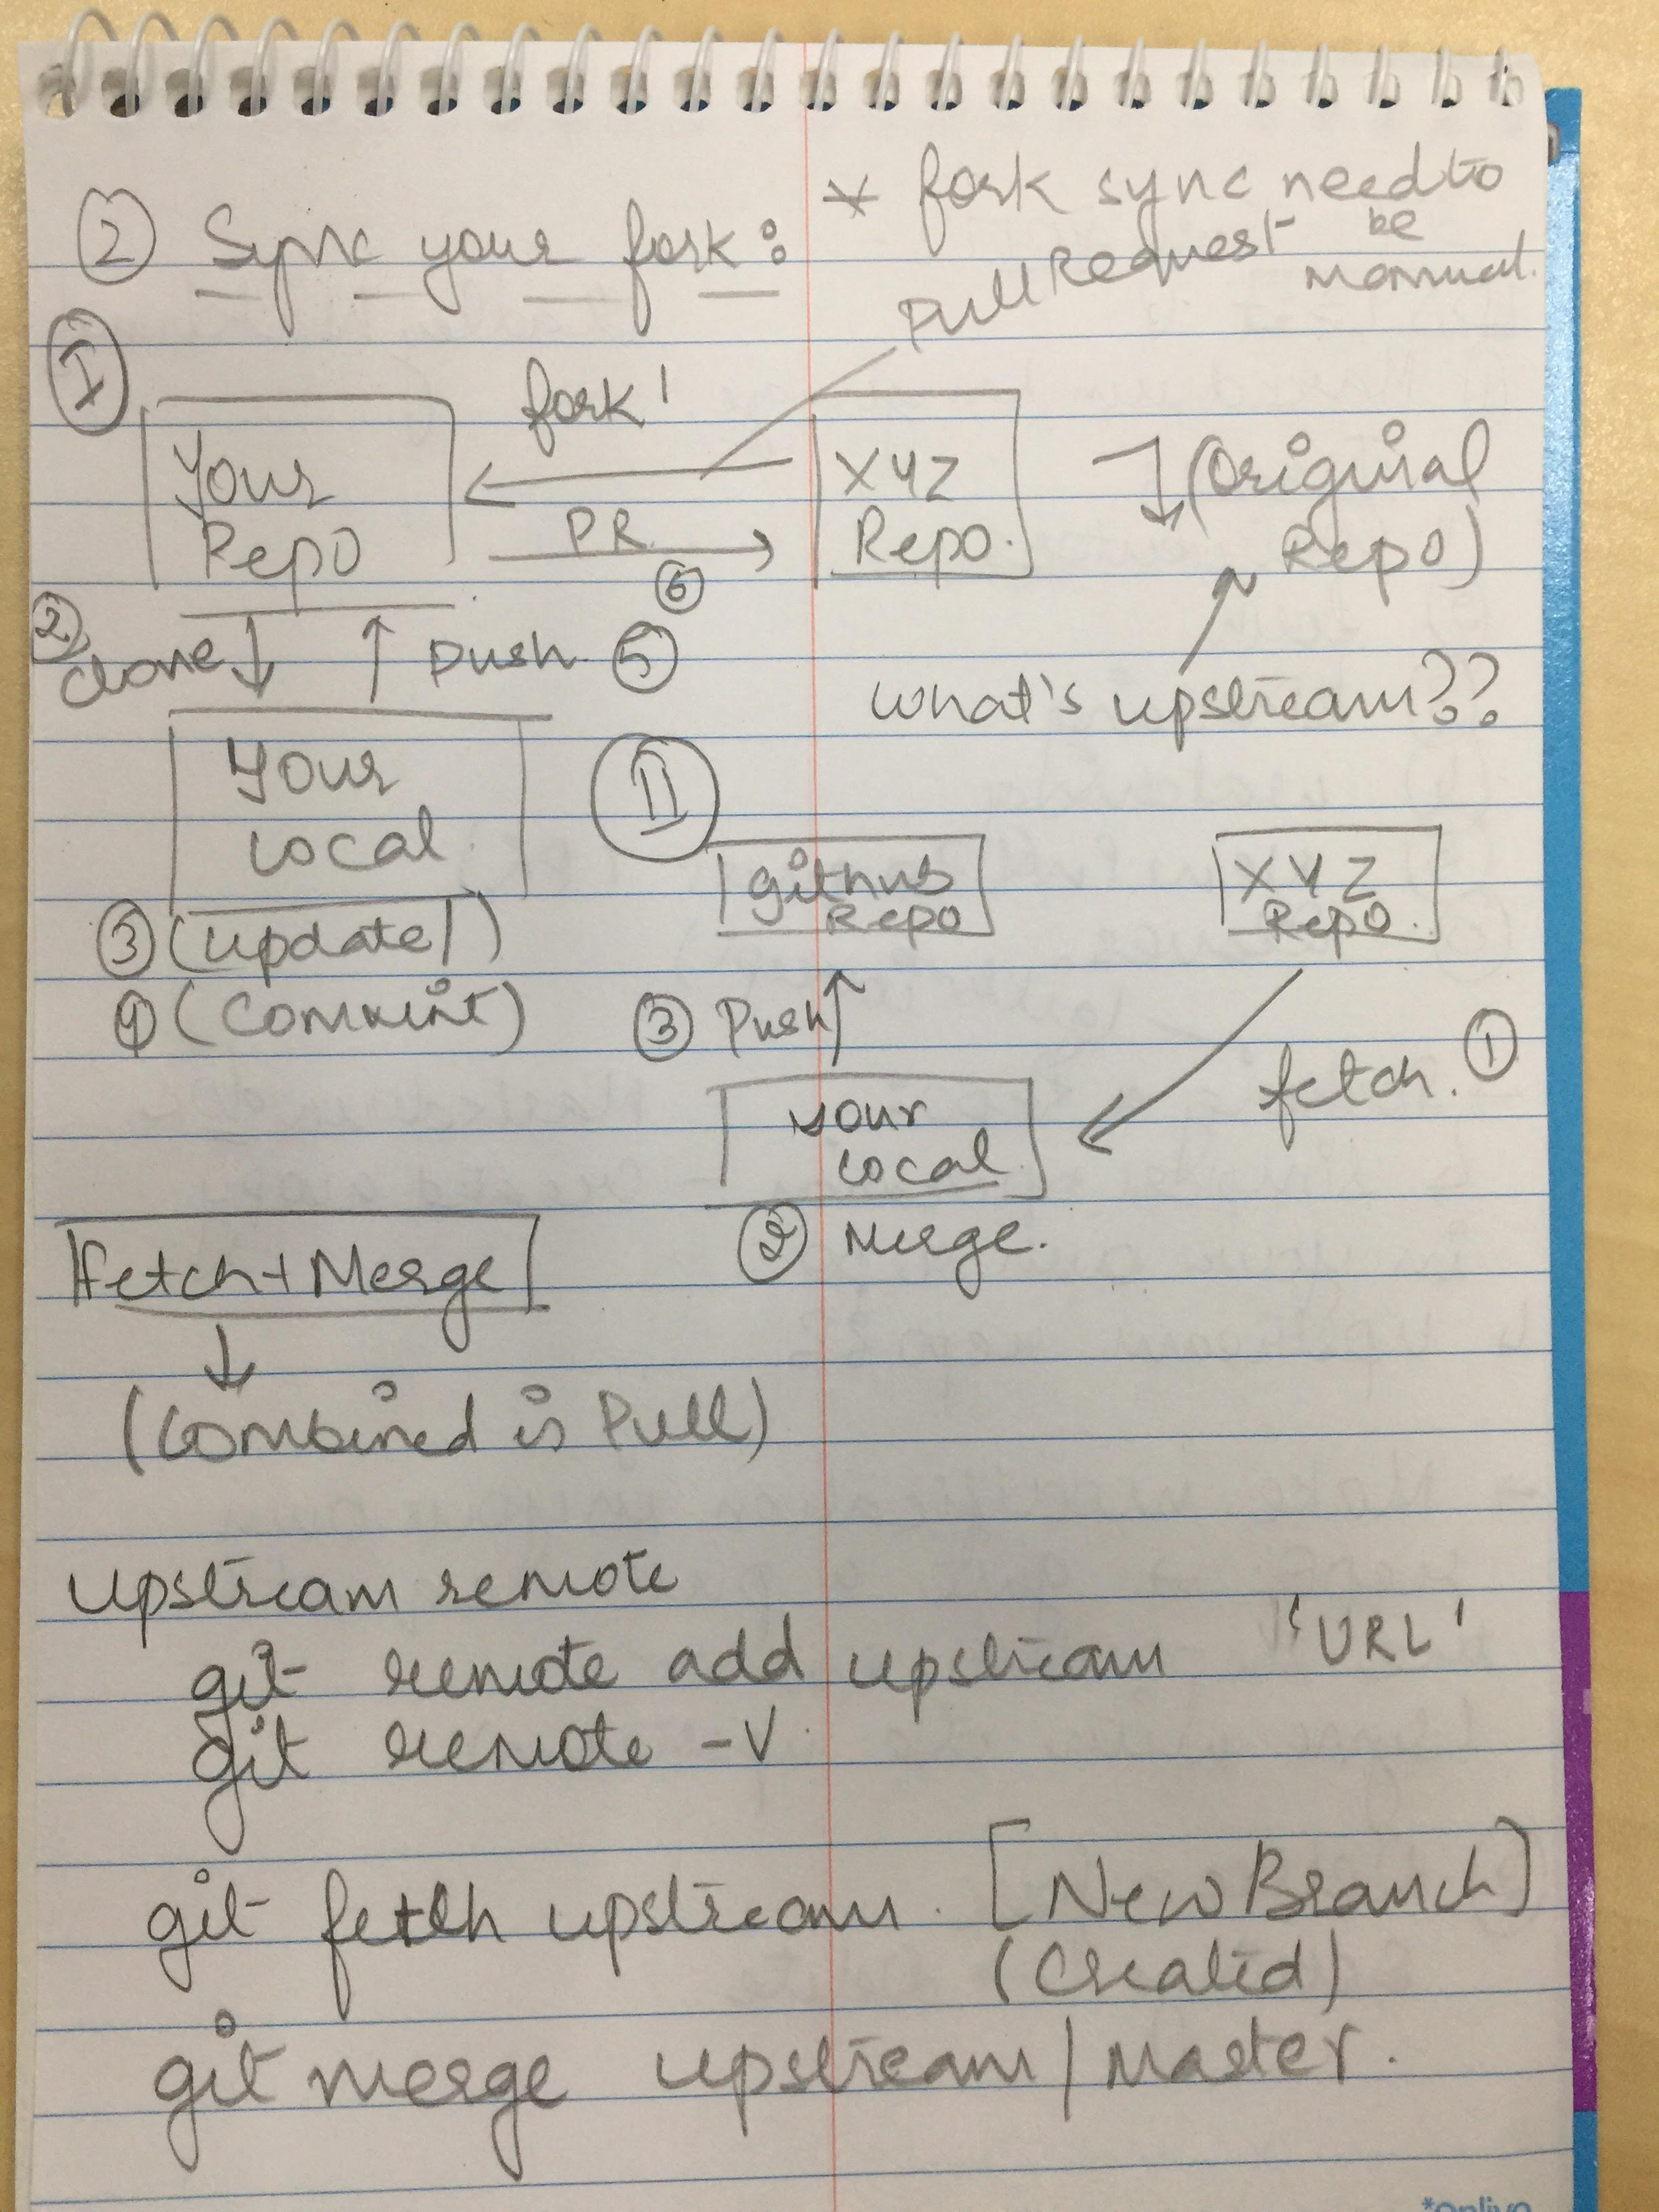 ② Sync your fork:
* fork sync need to
be
manual.
Pull Request
Ⓘ
fork 1
Your
Repo
XYZ
Repo.
(Original
Repo)
PR
⑥
② clone
push ⑤
what's upstream??
Your
Local
Ⅱ
github
Repo
XYZ
Repo.
③ (update/)
④ (Commit)
③ Push
fetch. ①
your
local
② Merge.
Fetch + Merge
(Combined is Pull)
upstream remote
git remote add upstream 'URL'
git remote -v
git fetch upstream. [New Branch]
(Created)
git merge upstream/master.